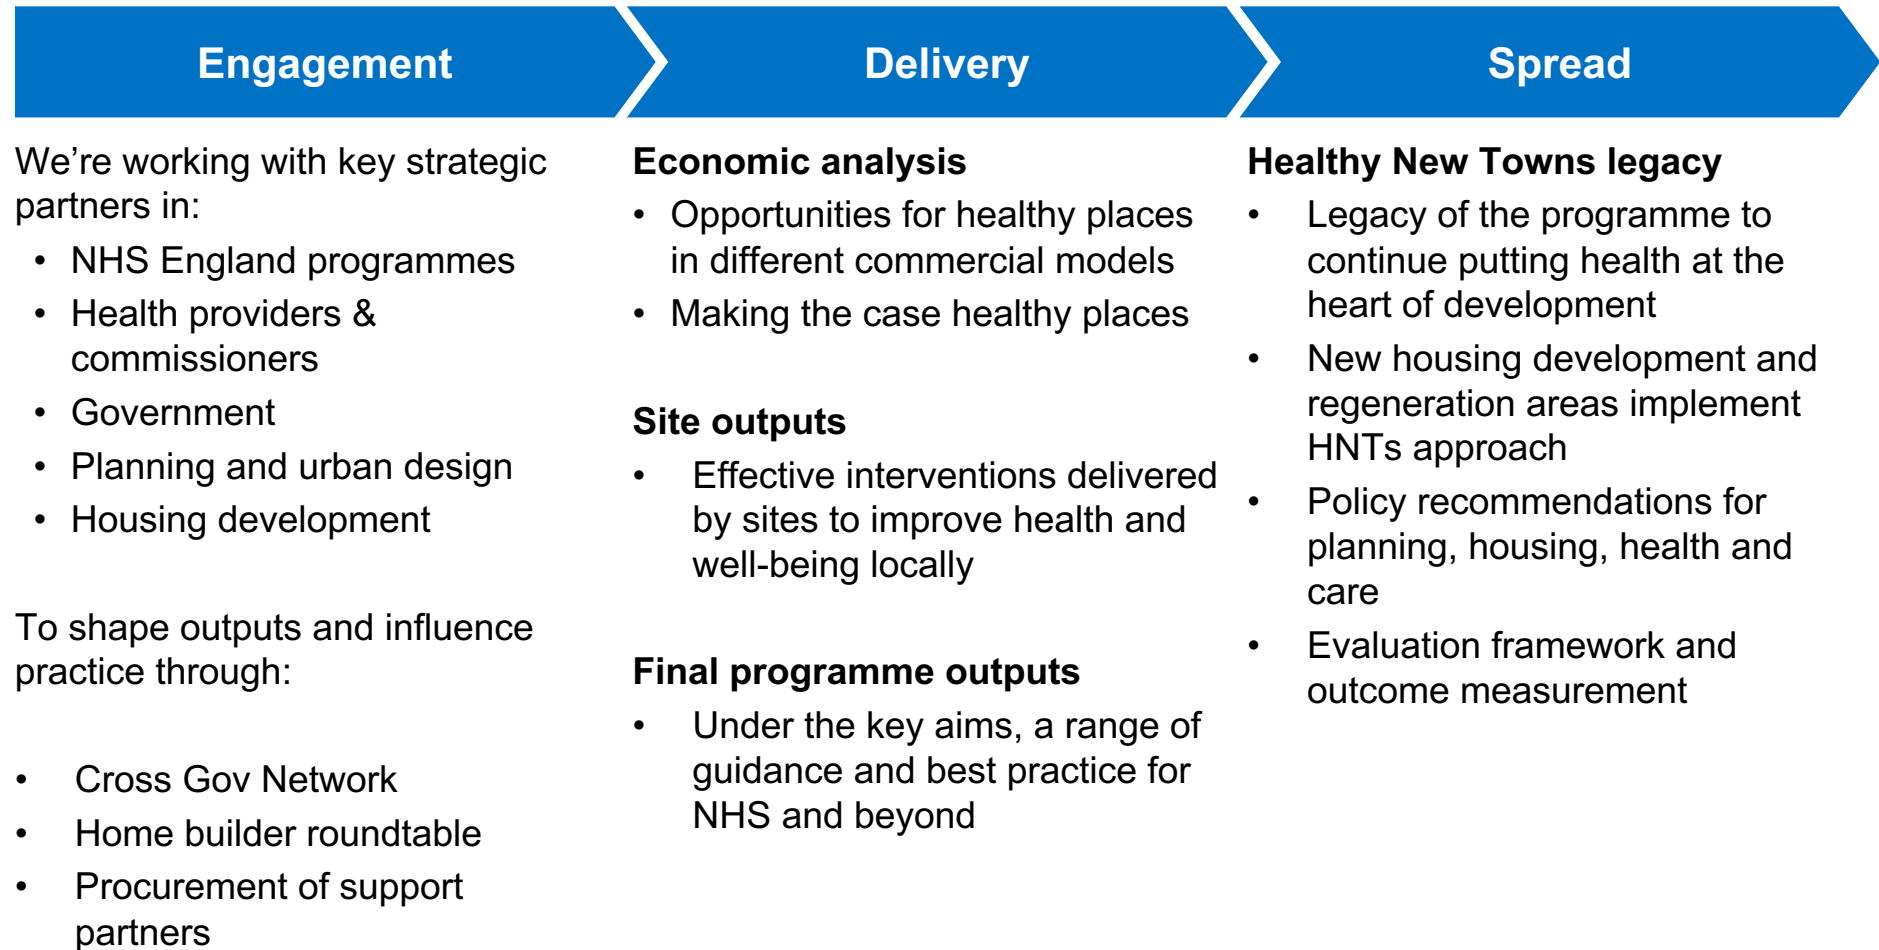 Engagement
We’re working with key strategic
partners in:
• NHS England programmes
• Health providers &
commissioners
• Government
• Planning and urban design
• Housing development
To shape outputs and influence
practice through:
• Cross Gov Network
• Home builder roundtable
• Procurement of support
partners
Delivery
Economic analysis
• Opportunities for healthy places
in different commercial models
• Making the case healthy places
Site outputs
• Effective interventions delivered
by sites to improve health and
well-being locally
Final programme outputs
• Under the key aims, a range of
guidance and best practice for
NHS and beyond
Spread
Healthy New Towns legacy
• Legacy of the programme to
continue putting health at the
heart of development
• New housing development and
regeneration areas implement
HNTs approach
• Policy recommendations for
planning, housing, health and
care
• Evaluation framework and
outcome measurement